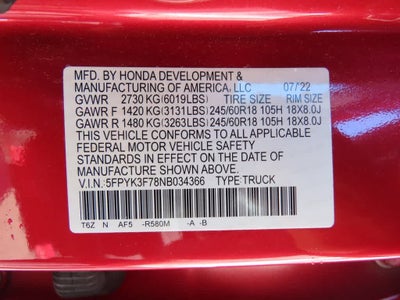 MFD. BY HONDA DEVELOPMENT &
MANUFACTURING OF AMERICA, LLC 07/22
GVWR 2730 KG(6019LBS) TIRE SIZE RIM SIZE
GAWR F 1420 KG(3131LBS) 245/60R18 105H 18X8.0J
GAWR R 1480 KG(3263LBS) 245/60R18 105H 18X8.0J
THIS VEHICLE CONFORMS TO ALL APPLICABLE
FEDERAL MOTOR VEHICLE SAFETY
STANDARDS IN EFFECT ON THE DATE OF
MANUFACTURE SHOWN ABOVE.
V.I.N.:5FPYK3F78NB034366 TYPE:TRUCK
T6Z N AF5 -R580M -A -B